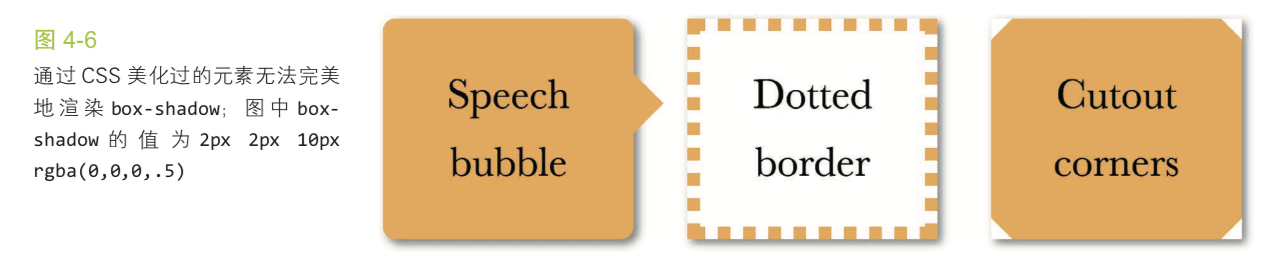 图 4-6
通过 CSS 美化过的元素无法完美
地渲染 box-shadow; 图中 box-
shadow 的值为 2px 2px 10px
rgba(0,0,0,.5)
Speech
bubble
Dotted
border
Cutout
corners